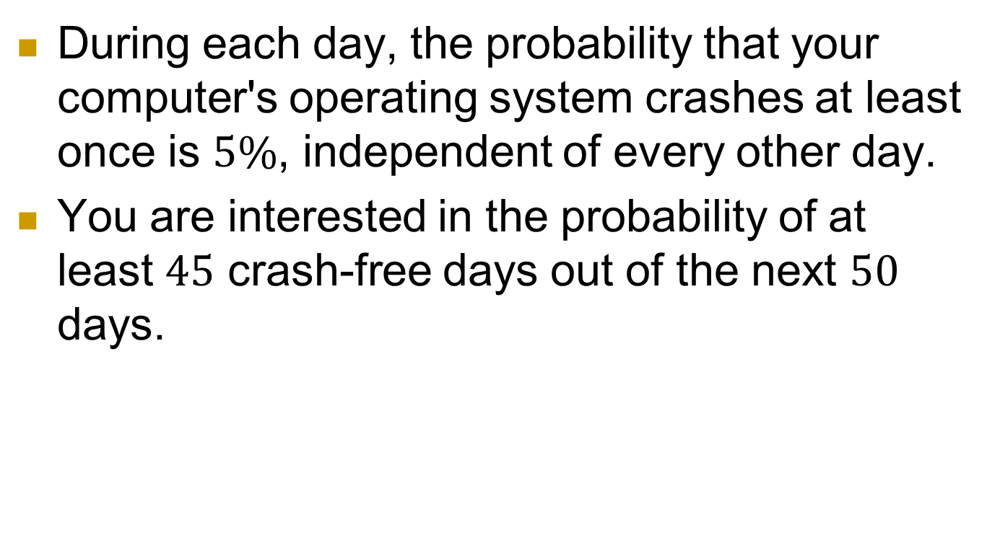 During each day, the probability that your
computer's operating system crashes at least
once is 5%, independent of every other day.
You are interested in the probability of at
least 45 crash-free days out of the next 50
days.